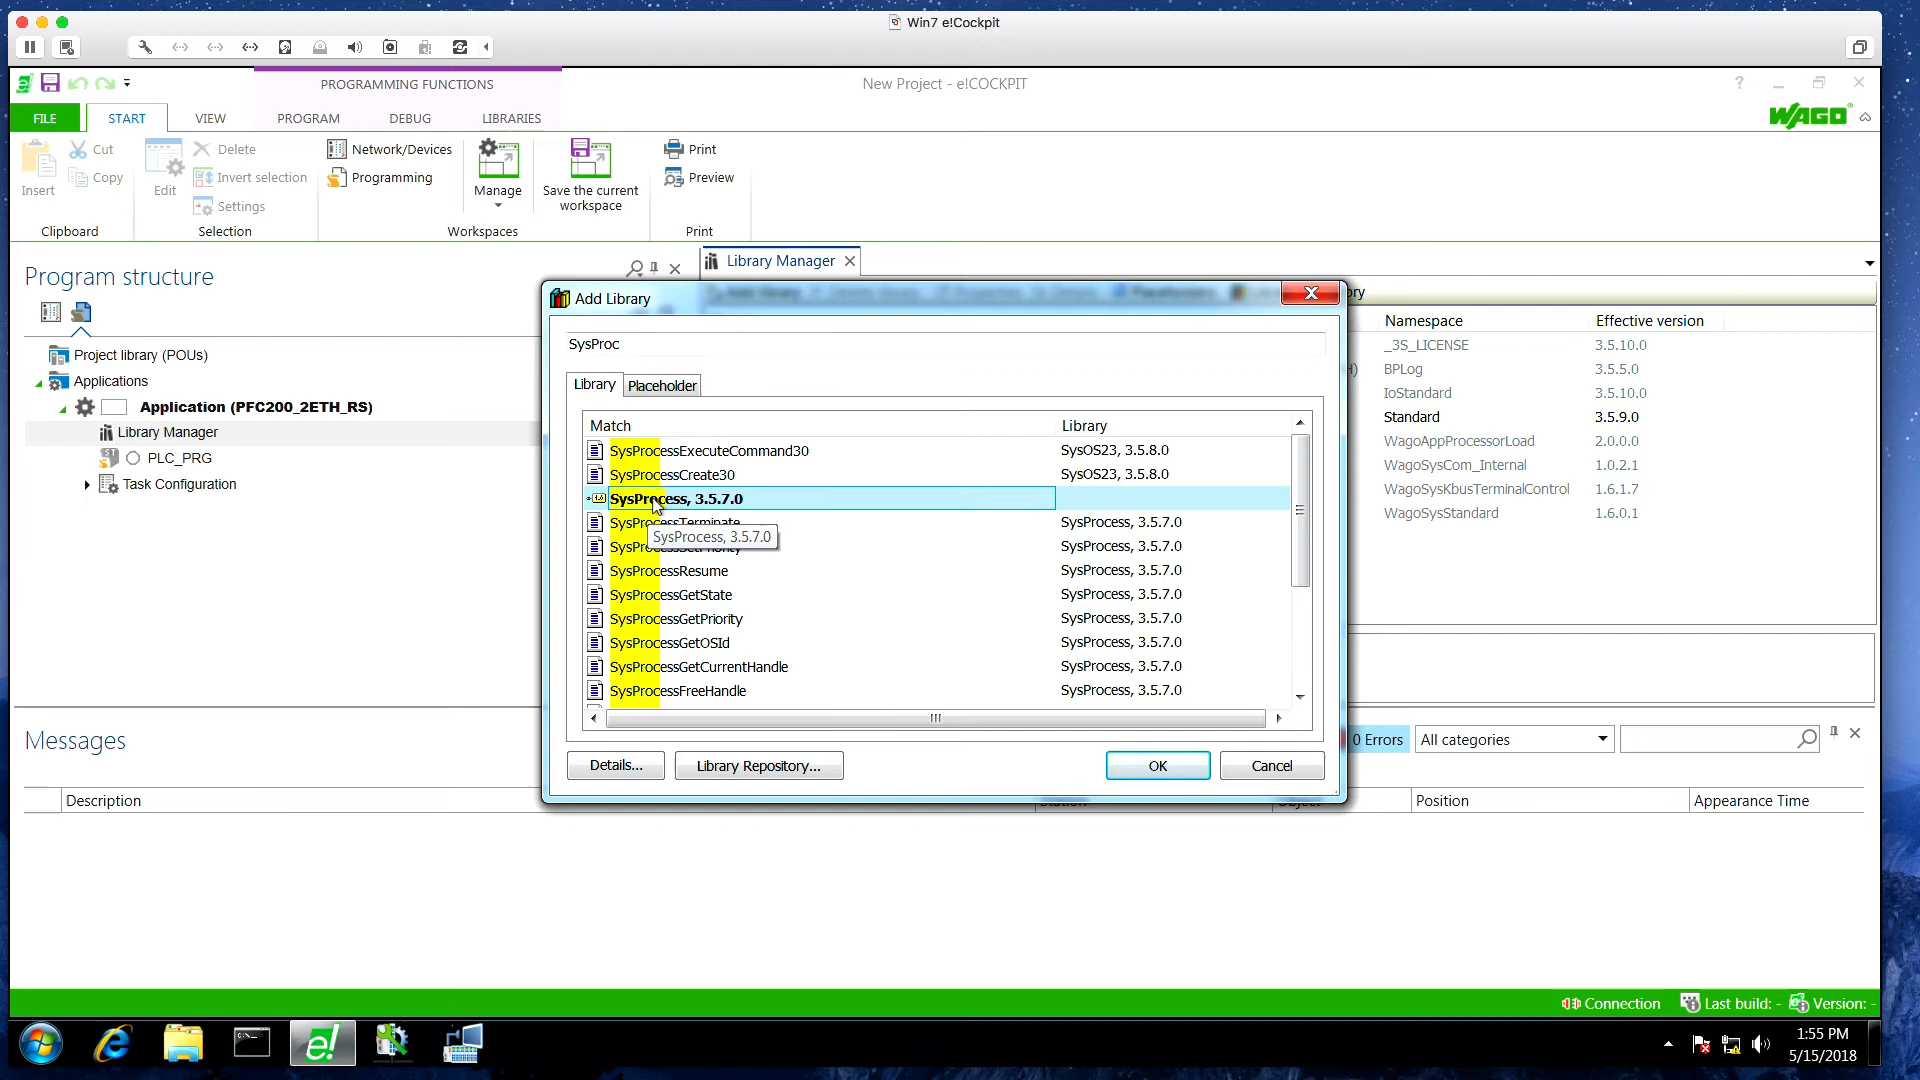 Win7 e!Cockpit
PROGRAMMING FUNCTIONS
New Project - e!COCKPIT
FILE
START
VIEW
PROGRAM
DEBUG
LIBRARIES
WAGO
Insert
Cut
Copy
Clipboard
Edit
Delete
Invert selection
Settings
Selection
Network/Devices
Programming
Manage
Save the current
workspace
Workspaces
Print
Preview
Print
Program structure
Project library (POUs)
Applications
Application (PFC200_2ETH_RS)
Library Manager
PLC_PRG
Task Configuration
Library Manager
Add Library
SysProc
Library
Placeholder
Match Library
SysProcessExecuteCommand30 SysOS23, 3.5.8.0
SysProcessCreate30 SysOS23, 3.5.8.0
SysProcess, 3.5.7.0
SysProcessTerminate SysProcess, 3.5.7.0
SysProcess, 3.5.7.0
SysProcessSetPriority SysProcess, 3.5.7.0
SysProcessResume SysProcess, 3.5.7.0
SysProcessGetState SysProcess, 3.5.7.0
SysProcessGetPriority SysProcess, 3.5.7.0
SysProcessGetOSId SysProcess, 3.5.7.0
SysProcessGetCurrentHandle SysProcess, 3.5.7.0
SysProcessFreeHandle SysProcess, 3.5.7.0
Details...
Library Repository...
OK
Cancel
ory
Namespace Effective version
_3S_LICENSE 3.5.10.0
H) BPLog 3.5.5.0
IoStandard 3.5.10.0
Standard 3.5.9.0
WagoAppProcessorLoad 2.0.0.0
WagoSysCom_Internal 1.0.2.1
WagoSysKbusTerminalControl 1.6.1.7
WagoSysStandard 1.6.0.1
Messages
0 Errors
All categories
Description
Station
Object
Position
Appearance Time
Connection
Last build: -
Version: -
1:55 PM
5/15/2018